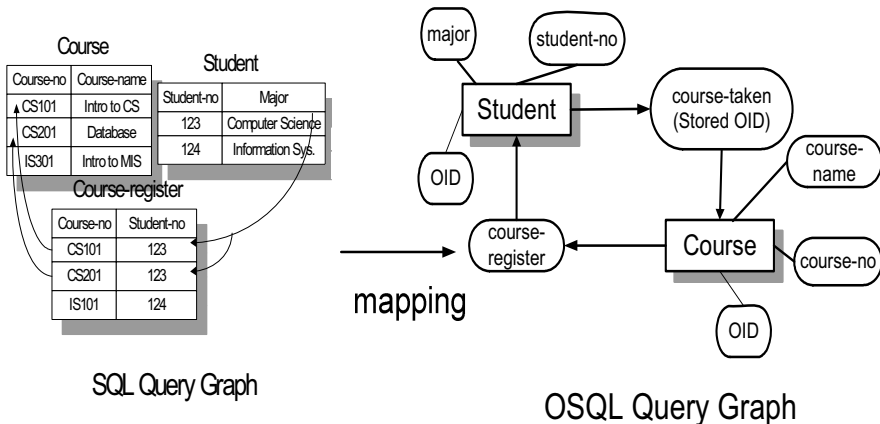 Course
Course-no Course-name
CS101 Intro to CS
CS201 Database
IS301 Intro to MIS
Student
Student-no Major
123 Computer Science
124 Information Sys.
Course-register
Course-no Student-no
CS101 123
CS201 123
IS101 124
SQL Query Graph
mapping
major
student-no
Student
course-taken
(Stored OID)
OID
course-
name
course-
register
Course
course-no
OID
OSQL Query Graph